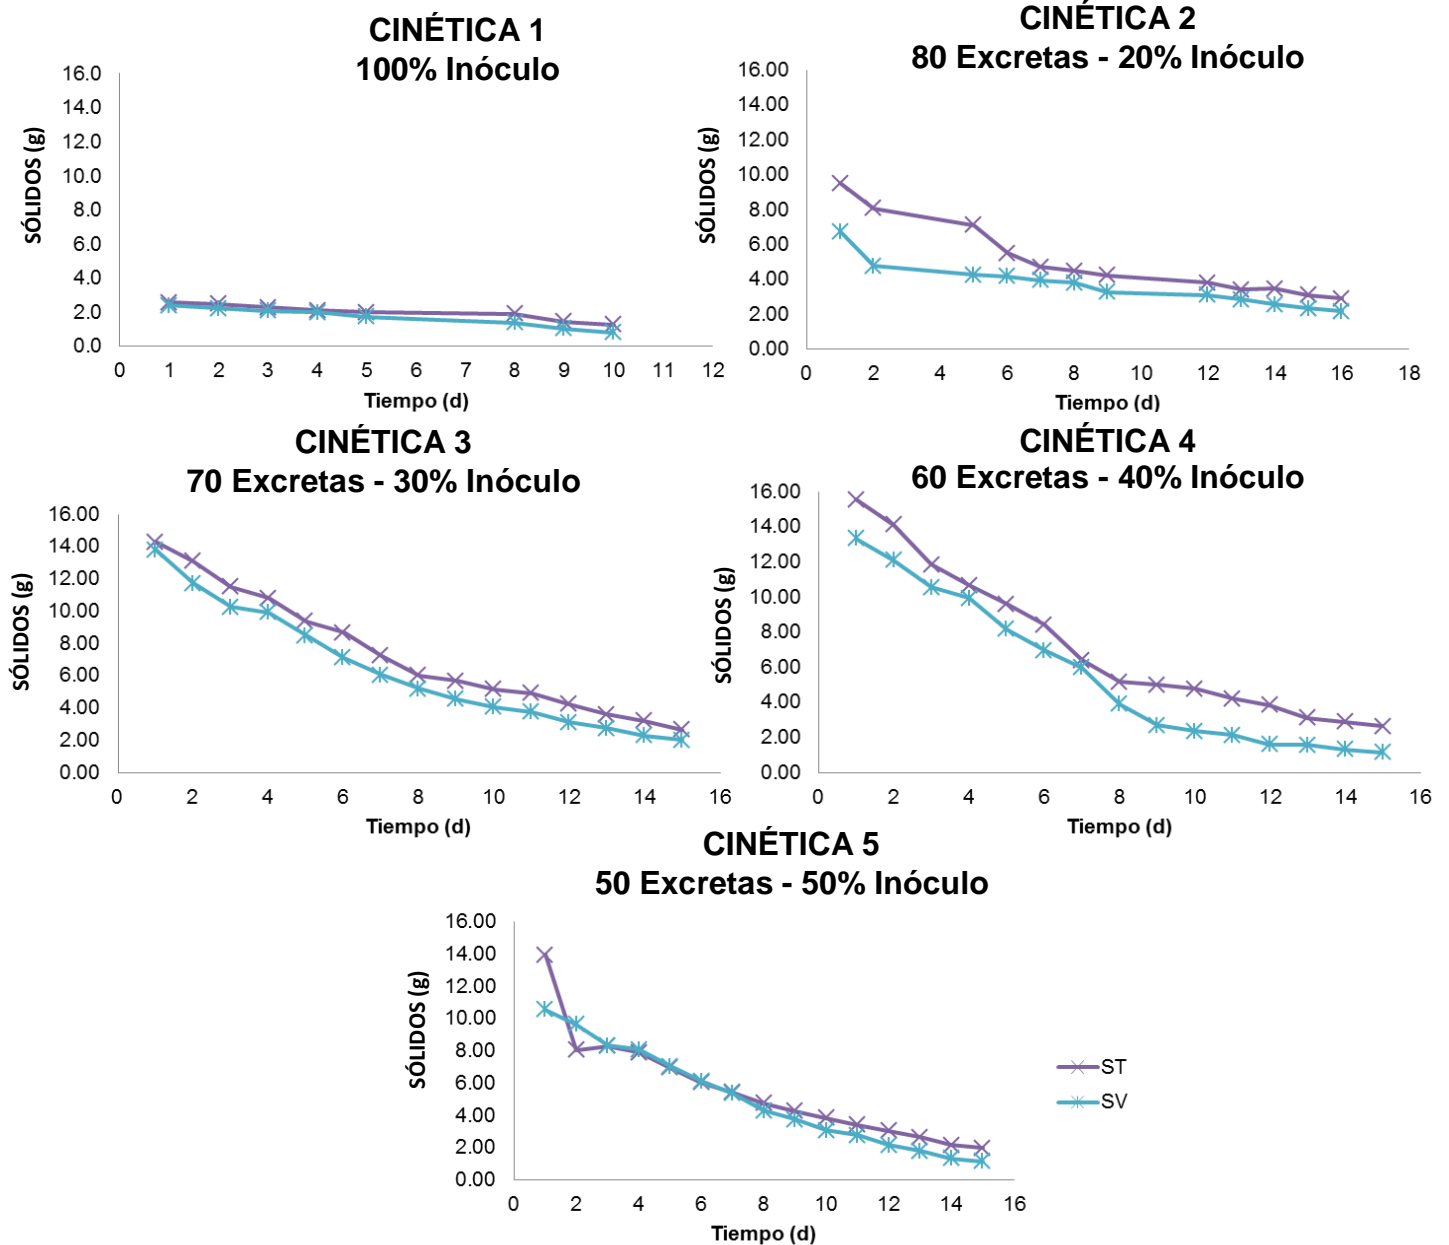 CINÉTICA 1
100% Inóculo
SÓLIDOS (g)
16.0
14.0
12.0
10.0
8.0
6.0
4.0
2.0
0.0
0 1 2 3 4 5 6 7 8 9 10 11 12
Tiempo (d)
CINÉTICA 2
80 Excretas - 20% Inóculo
SÓLIDOS (g)
16.00
14.00
12.00
10.00
8.00
6.00
4.00
2.00
0.00
0 2 4 6 8 10 12 14 16 18
Tiempo (d)
CINÉTICA 3
70 Excretas - 30% Inóculo
SÓLIDOS (g)
16.00
14.00
12.00
10.00
8.00
6.00
4.00
2.00
0.00
0 2 4 6 8 10 12 14 16
Tiempo (d)
CINÉTICA 4
60 Excretas - 40% Inóculo
SÓLIDOS (g)
16.00
14.00
12.00
10.00
8.00
6.00
4.00
2.00
0.00
0 2 4 6 8 10 12 14 16
Tiempo (d)
CINÉTICA 5
50 Excretas - 50% Inóculo
SÓLIDOS (g)
16.00
14.00
12.00
10.00
8.00
6.00
4.00
2.00
0.00
0 2 4 6 8 10 12 14 16
Tiempo (d)
ST
SV